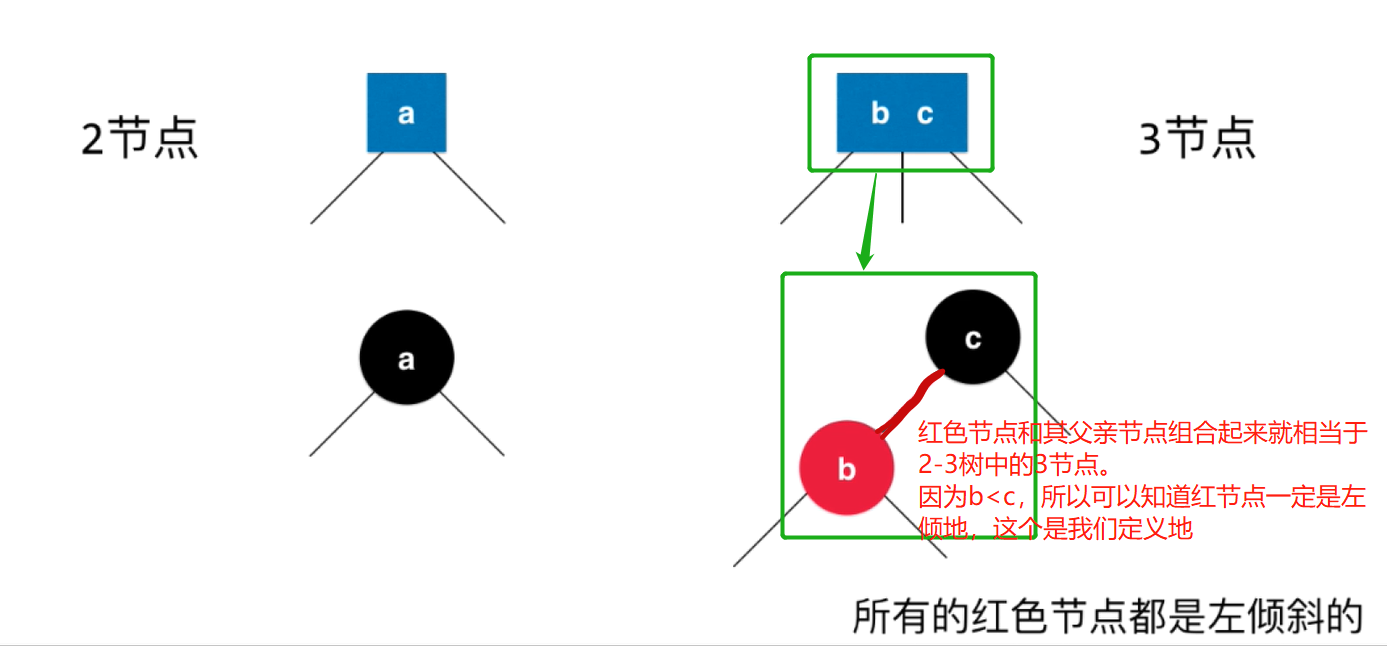 2节点
a
b c
3节点
a
c
b
红色节点和其父亲节点组合起来就相当于
2-3树中的3节点。
因为b<c，所以可以知道红节点一定是左
倾地，这个是我们定义地
所有的红色节点都是左倾斜的